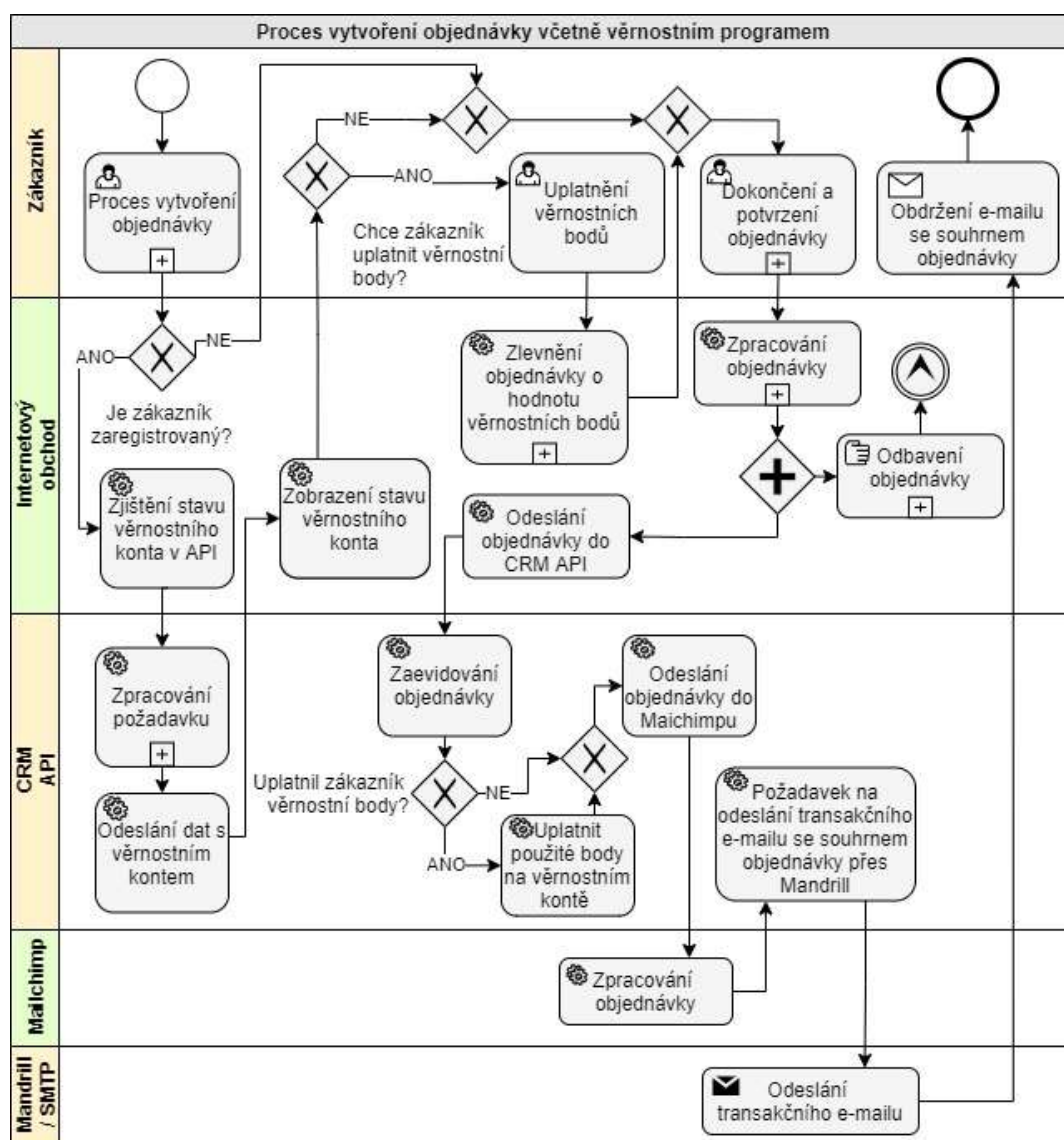 Proces vytvoření objednávky včetně věrnostním programem
Zákazník
Proces vytvoření
objednávky
NE
ANO
Chce zákazník
uplatnit věrnostní
body?
Uplatnění
věrnostních
bodů
Dokončení a
potvrzení
objednávky
Obdržení e-mailu
se souhrnem
objednávky
Internetový
obchod
ANO
NE
Je zákazník
zaregistrovaný?
Zjištění stavu
věrnostního
konta v API
Zobrazení stavu
věrnostního
konta
Zlevnění
objednávky o
hodnotu
věrnostních bodů
Zpracování
objednávky
Odbavení
objednávky
Odeslání
objednávky do
CRM API
CRM
API
Zpracování
požadavku
Odeslání dat s
věrnostním
kontem
Zaevidování
objednávky
Uplatnil zákazník
věrnostní body?
NE
ANO
Uplatnit
použité body
na věrnostním
kontě
Odeslání
objednávky do
Maichimpu
Požadavek na
odeslání transakčního
e-mailu se souhrnem
objednávky přes
Mandrill
Mailchimp
Zpracování
objednávky
Mandrill
/ SMTP
Odeslání
transakčního e-mailu